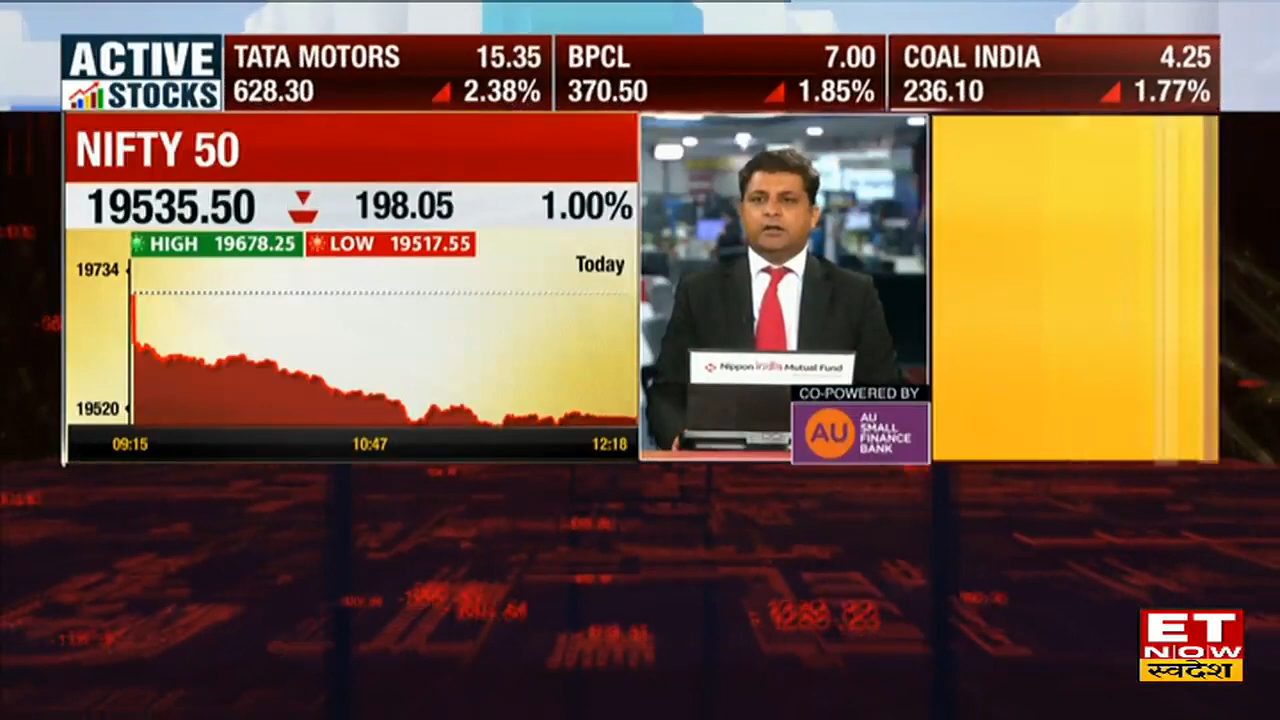 ACTIVE
STOCKS
TATA MOTORS 15.35
628.30 2.38%
BPCL 7.00
370.50 1.85%
COAL INDIA 4.25
236.10 1.77%
NIFTY 50
19535.50 198.05 1.00%
HIGH 19678.25 LOW 19517.55
Today
19734
19520
09:15 10:47 12:18
Nippon india Mutual Fund
CO-POWERED BY
AU
AU
SMALL
FINANCE
BANK
ET
NOW
स्वदेश